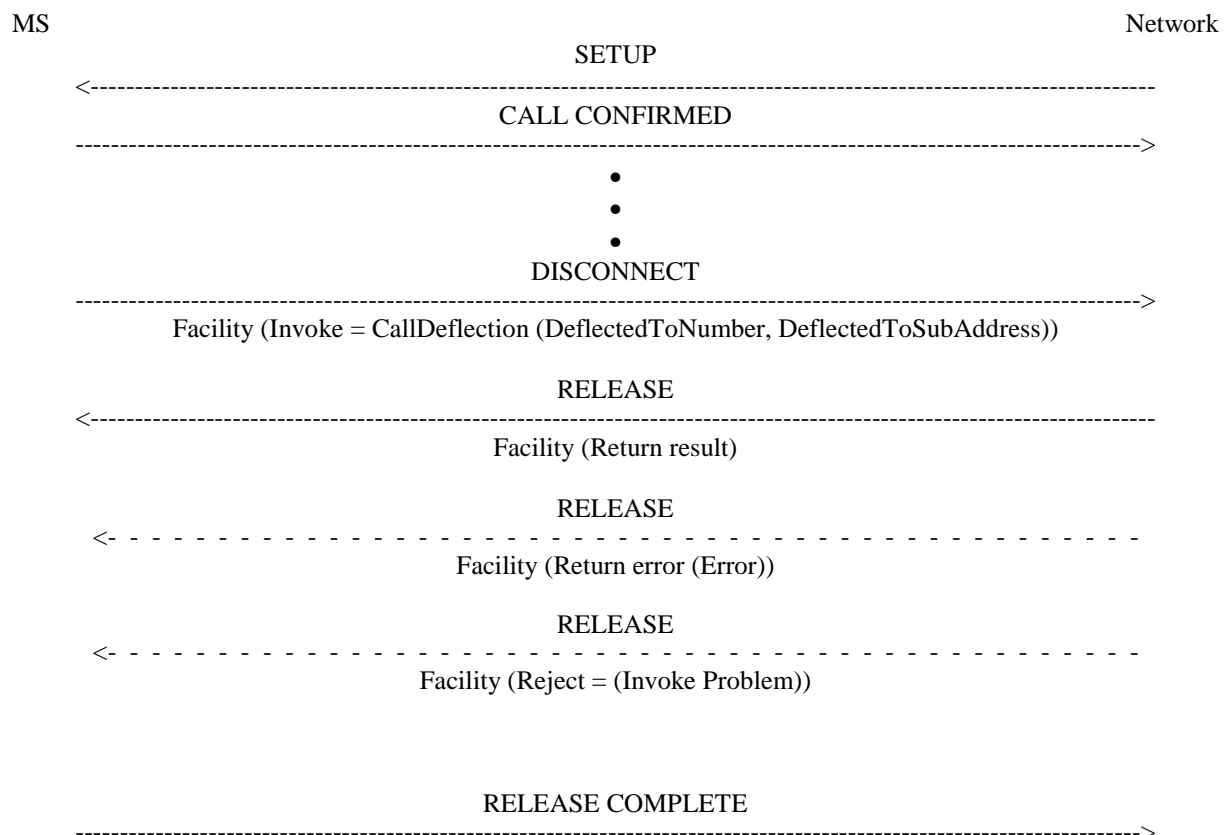 MS Network
SETUP
<----------------------------------------------------------------------------------------------------------------------
CALL CONFIRMED
---------------------------------------------------------------------------------------------------------------------->
•
•
•
DISCONNECT
---------------------------------------------------------------------------------------------------------------------->
Facility (Invoke = CallDeflection (DeflectedToNumber, DeflectedToSubAddress))
RELEASE
<----------------------------------------------------------------------------------------------------------------------
Facility (Return result)
RELEASE
<- - - - - - - - - - - - - - - - - - - - - - - - - - - - - - - - - - - - - - - - - - - - - - -
Facility (Return error (Error))
RELEASE
<- - - - - - - - - - - - - - - - - - - - - - - - - - - - - - - - - - - - - - - - - - - - - - -
Facility (Reject = (Invoke Problem))
RELEASE COMPLETE
---------------------------------------------------------------------------------------------------------------------->